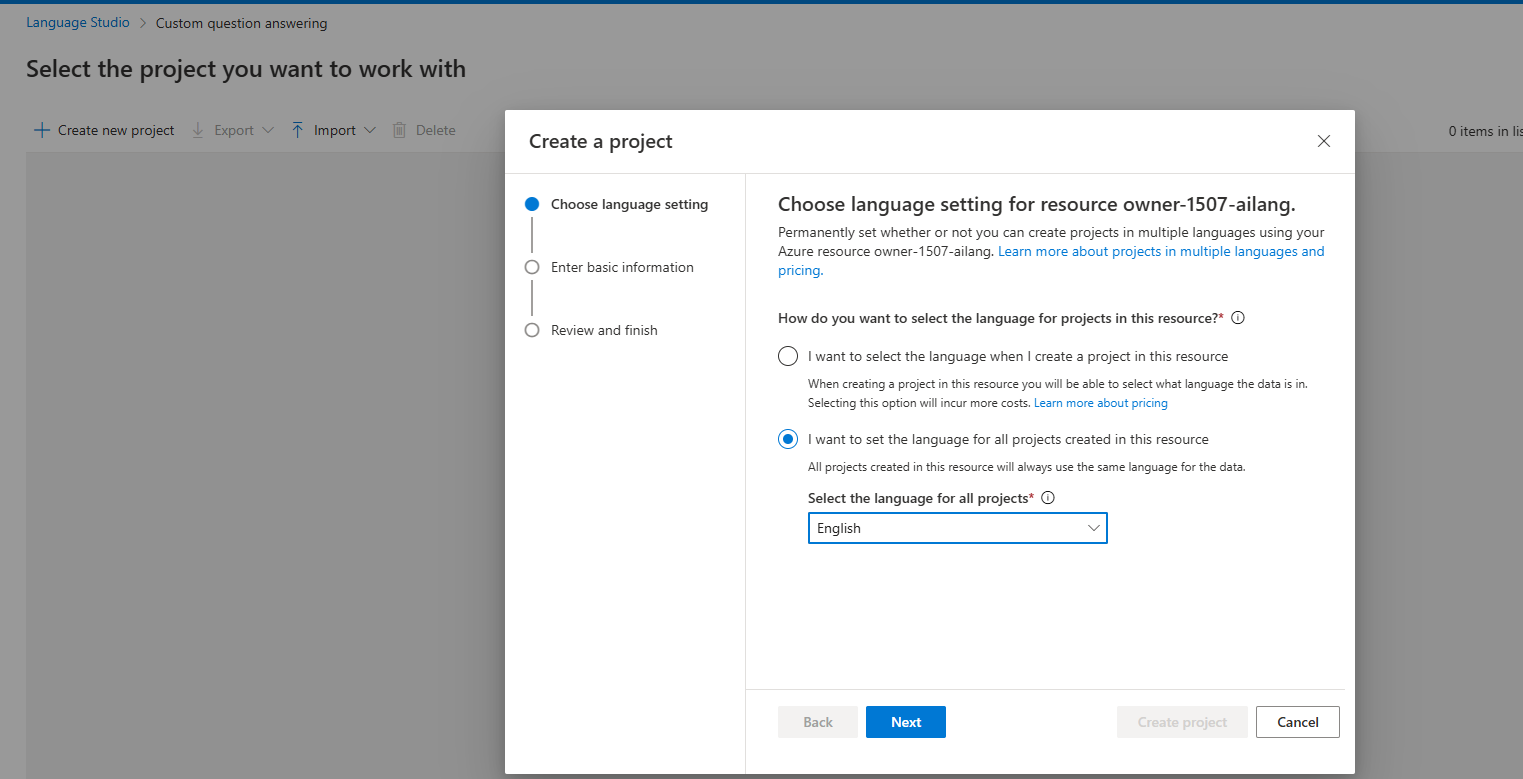 Language Studio > Custom question answering
Select the project you want to work with
Create new project Export Import Delete
0 items in lis
Create a project
Choose language setting
Enter basic information
Review and finish
Choose language setting for resource owner-1507-ailang.
Permanently set whether or not you can create projects in multiple languages using your
Azure resource owner-1507-ailang. Learn more about projects in multiple languages and
pricing.
How do you want to select the language for projects in this resource?*
I want to select the language when I create a project in this resource
When creating a project in this resource you will be able to select what language the data is in.
Selecting this option will incur more costs. Learn more about pricing
I want to set the language for all projects created in this resource
All projects created in this resource will always use the same language for the data.
Select the language for all projects*
English
Back Next Create project Cancel